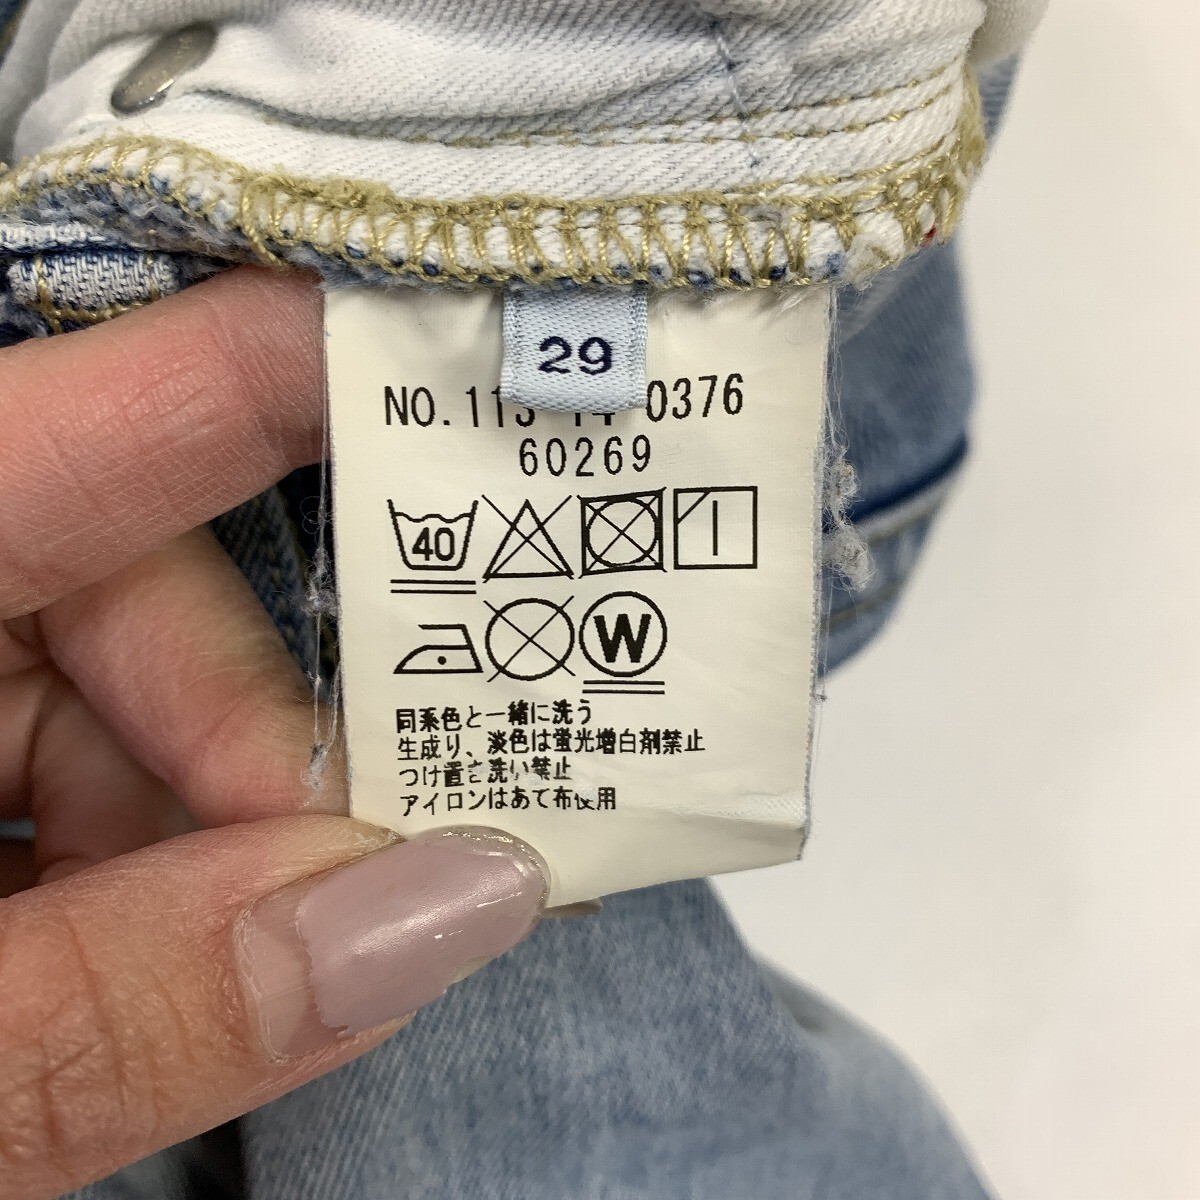 29
NO. 0376
60269
40
W
同系色と一緒に洗う
生成り、淡色は蛍光増白剤禁止
つけ置き洗い禁止
アイロンはあて布使用